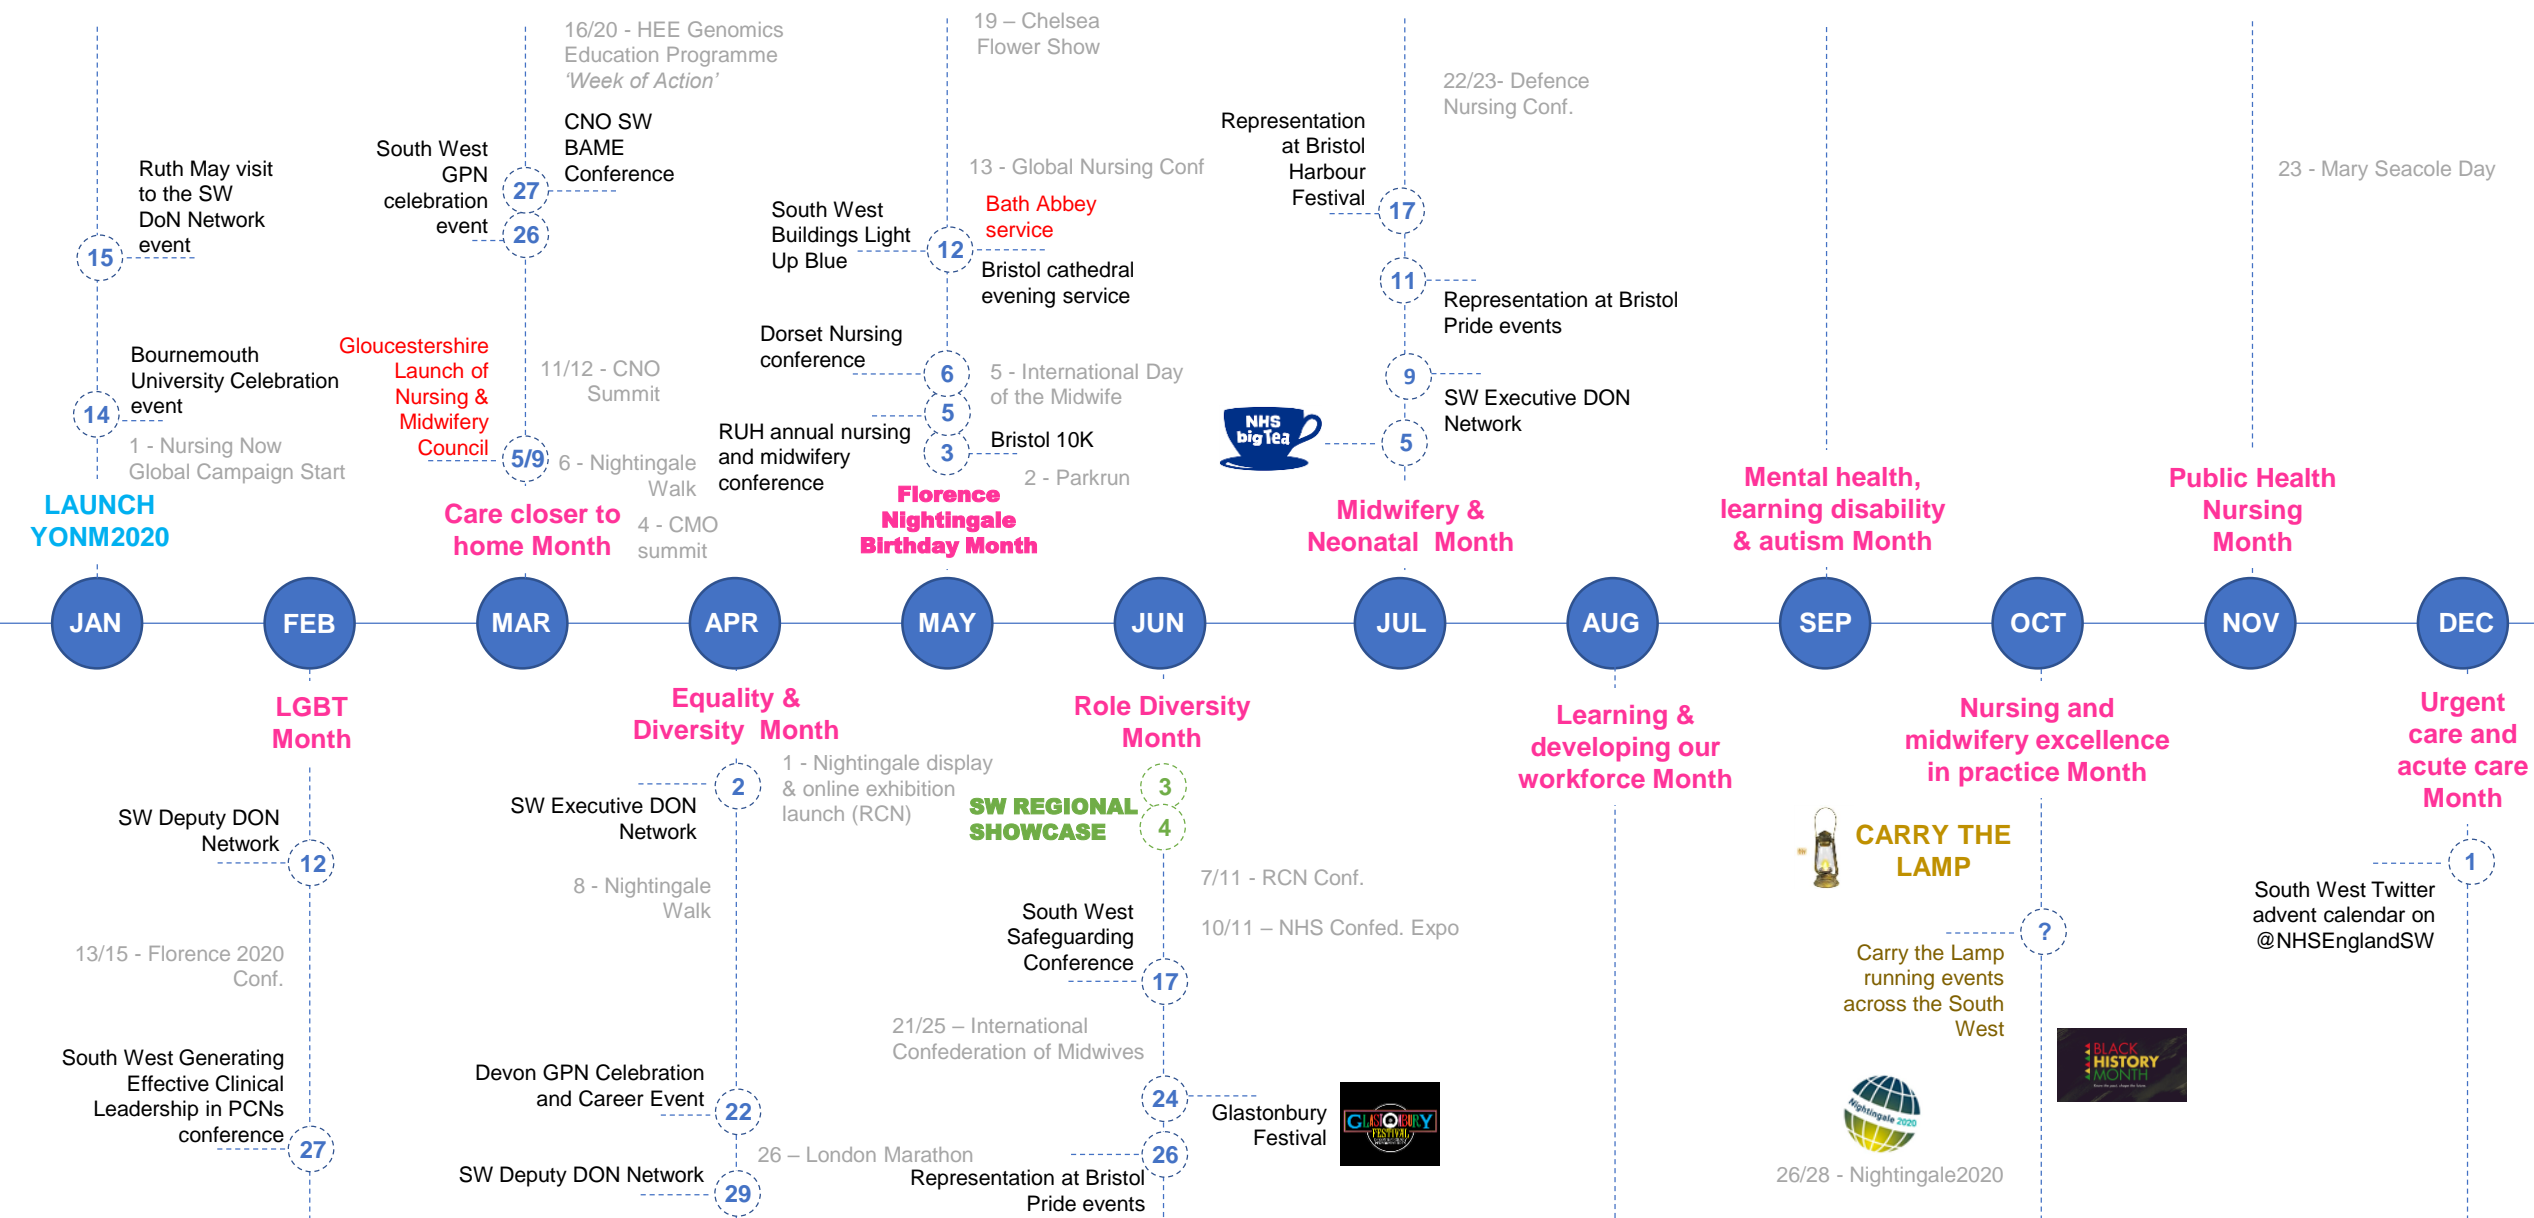 16/20 - HEE Genomics
Education Programme
‘Week of Action’
19 – Chelsea
Flower Show
22/23- Defence
Nursing Conf.
Ruth May visit
to the SW
DoN Network
event
15
Bournemouth
University Celebration
event
14
1 - Nursing Now
Global Campaign Start
LAUNCH
YONM2020
CNO SW
BAME
Conference
27
South West
GPN
celebration
event
26
Gloucestershire
Launch of
Nursing &
Midwifery
Council
5/9
11/12 - CNO
Summit
6 - Nightingale
Walk
4 - CMO
summit
Care closer to
home Month
13 - Global Nursing Conf
Bath Abbey
service
South West
Buildings Light
Up Blue
12
Bristol cathedral
evening service
Dorset Nursing
conference
6
5 - International Day
of the Midwife
5
RUH annual nursing
and midwifery
conference
3
Bristol 10K
2 - Parkrun
Florence
Nightingale
Birthday Month
Representation
at Bristol
Harbour
Festival
17
11
Representation at Bristol
Pride events
9
SW Executive DON
Network
NHS
big Tea
5
Midwifery &
Neonatal Month
Mental health,
learning disability
& autism Month
23 - Mary Seacole Day
Public Health
Nursing
Month
JAN
FEB
MAR
APR
MAY
JUN
JUL
AUG
SEP
OCT
NOV
DEC
LGBT
Month
SW Deputy DON
Network
12
13/15 - Florence 2020
Conf.
South West Generating
Effective Clinical
Leadership in PCNs
conference
27
Equality &
Diversity Month
1 - Nightingale display
& online exhibition
launch (RCN)
2
SW Executive DON
Network
8 - Nightingale
Walk
Devon GPN Celebration
and Career Event
22
26 – London Marathon
SW Deputy DON Network
29
Role Diversity
Month
3
SW REGIONAL
SHOWCASE
4
7/11 - RCN Conf.
10/11 – NHS Confed. Expo
South West
Safeguarding
Conference
17
21/25 – International
Confederation of Midwives
24
Glastonbury
Festival
GLASTONBURY
FESTIVAL
26
Representation at Bristol
Pride events
Learning &
developing our
workforce Month
Nursing and
midwifery excellence
in practice Month
CARRY THE
LAMP
?
Carry the Lamp
running events
across the South
West
BLACK
HISTORY
MONTH
Nightingale 2020
26/28 - Nightingale2020
Urgent
care and
acute care
Month
1
South West Twitter
advent calendar on
@NHSEnglandSW